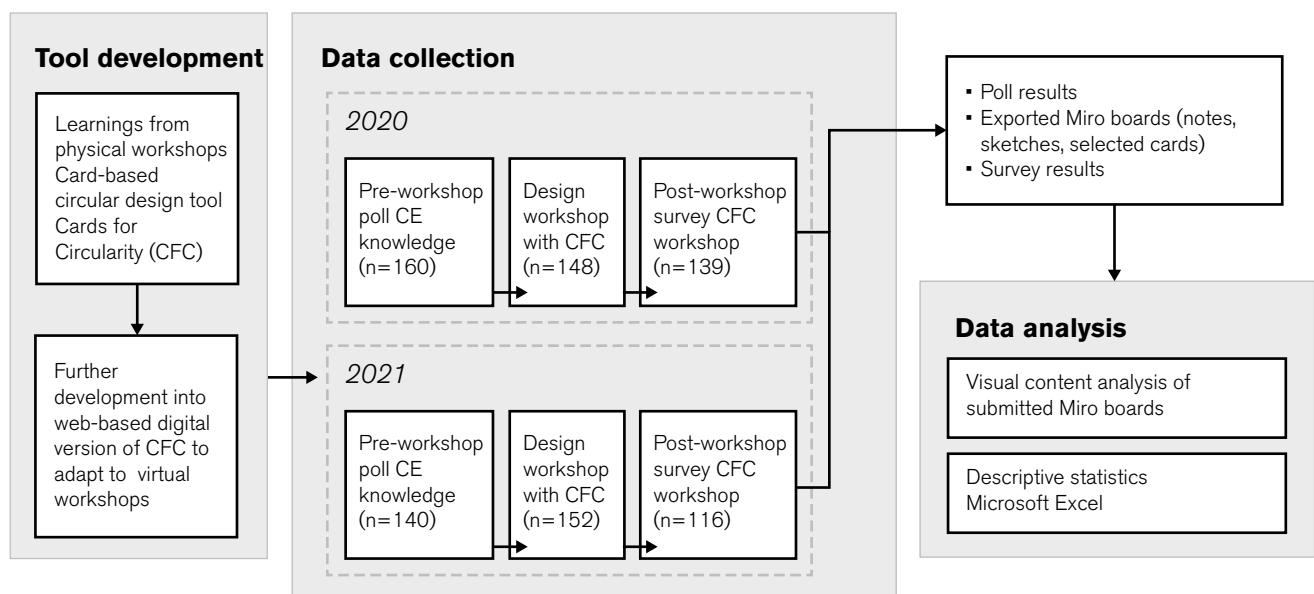 Tool development
Learnings from
physical workshops
Card-based
circular design tool
Cards for
Circularity (CFC)
Further
development into
web-based digital
version of CFC to
adapt to virtual
workshops
Data collection
2020
Pre-workshop
poll CE
knowledge
(n=160)
Design
workshop
with CFC
(n=148)
Post-workshop
survey CFC
workshop
(n=139)
2021
Pre-workshop
poll CE
knowledge
(n=140)
Design
workshop
with CFC
(n=152)
Post-workshop
survey CFC
workshop
(n=116)
▪ Poll results
▪ Exported Miro boards (notes,
sketches, selected cards)
▪ Survey results
Data analysis
Visual content analysis of
submitted Miro boards
Descriptive statistics
Microsoft Excel